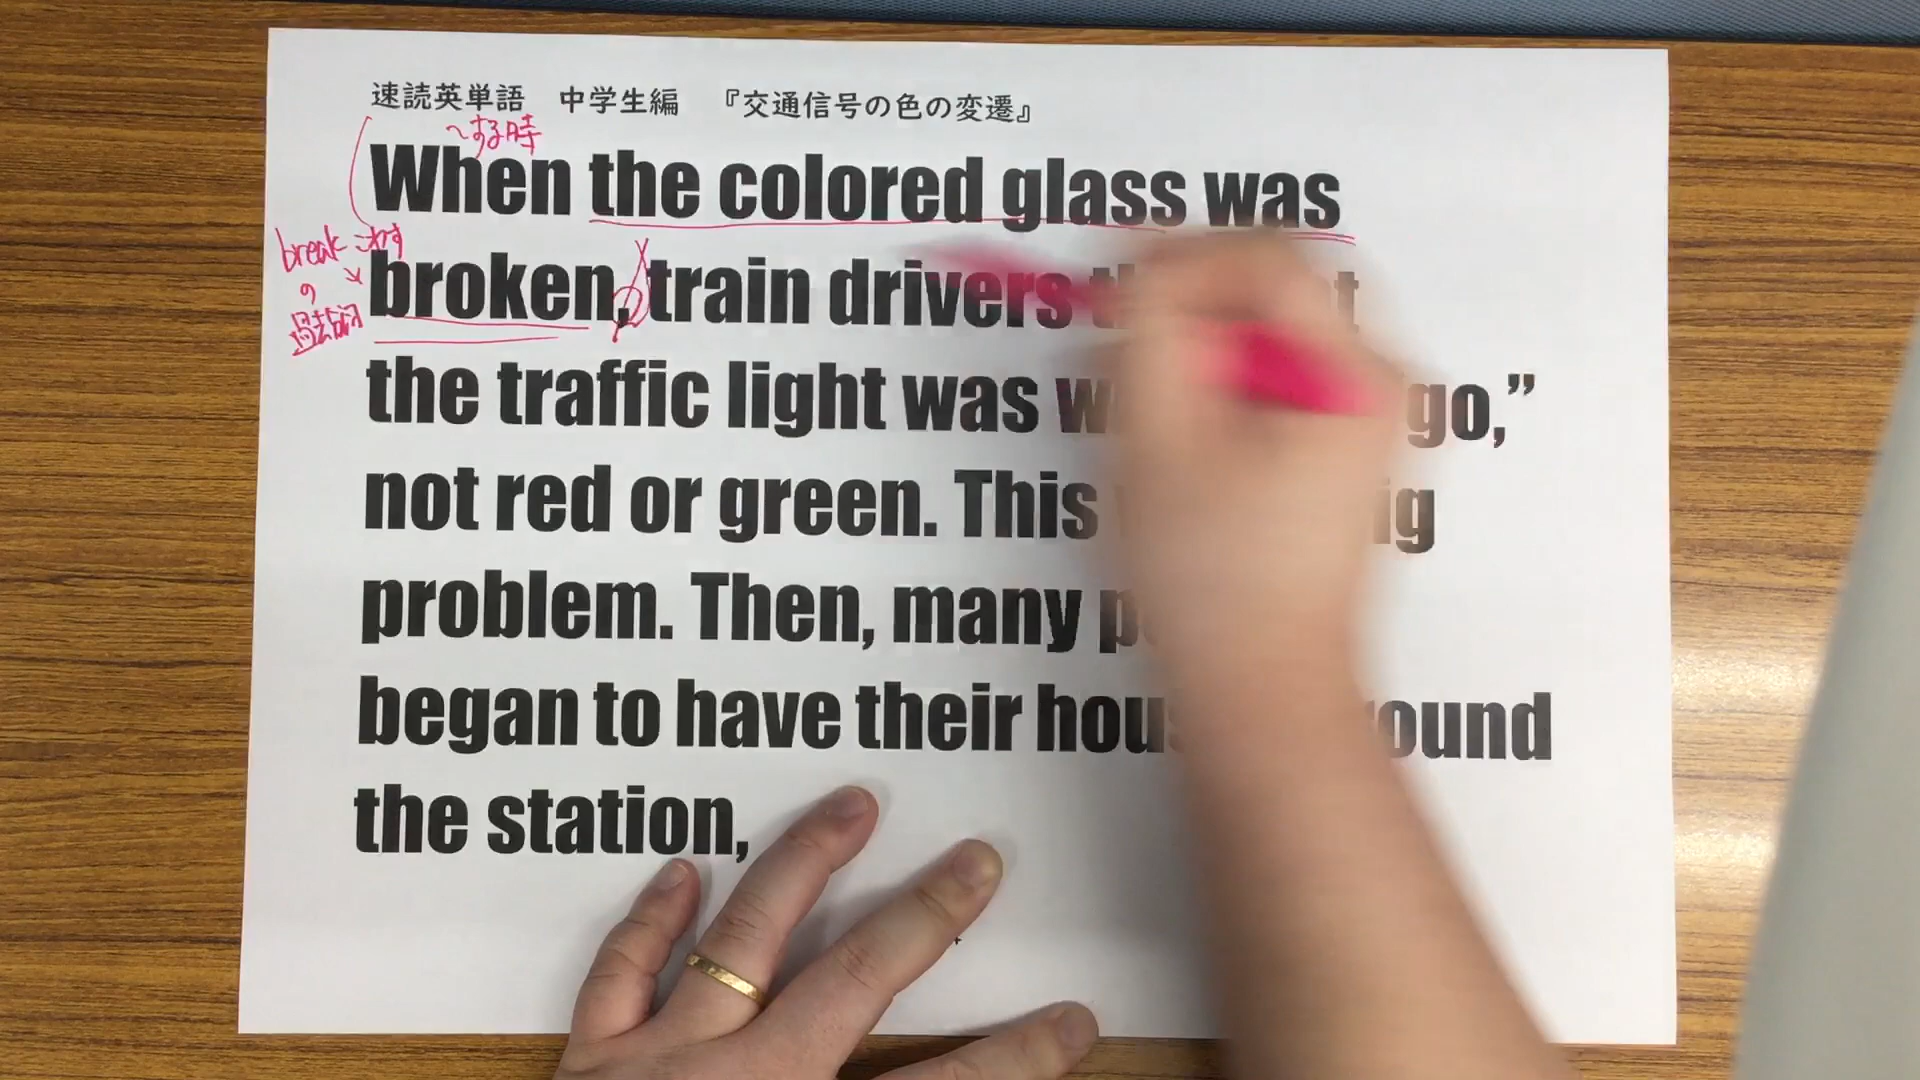 速読英単語 中学生編 『交通信号の色の変遷』
〜する時
When the colored glass was
break こわす
broken, train drivers
の
過去分詞
the traffic light was go,”
not red or green. This
problem. Then, many
began to have their
the station,